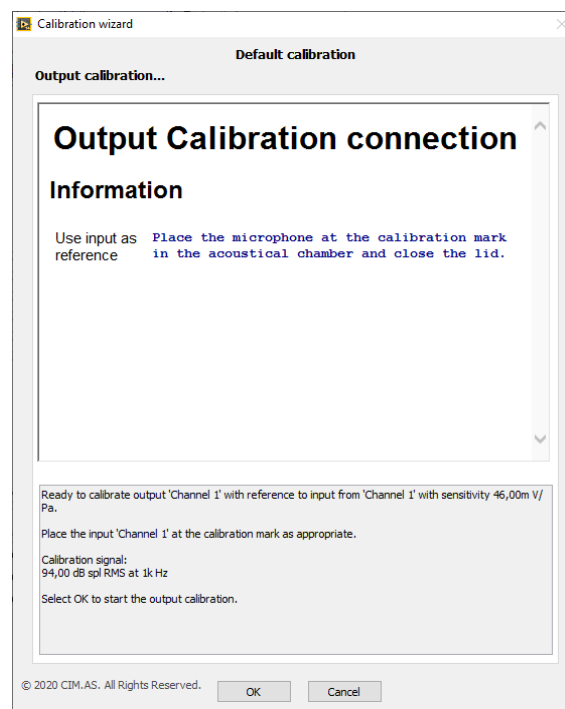 Calibration wizard
Default calibration
Output calibration...
Output Calibration connection
Information
Use input as Place the microphone at the calibration mark
reference in the acoustical chamber and close the lid.
Ready to calibrate output 'Channel 1' with reference to input from 'Channel 1' with sensitivity 46,00m V/
Pa.
Place the input 'Channel 1' at the calibration mark as appropriate.
Calibration signal:
94,00 dB spl RMS at 1k Hz
Select OK to start the output calibration.
© 2020 CIM.AS. All Rights Reserved.
OK
Cancel